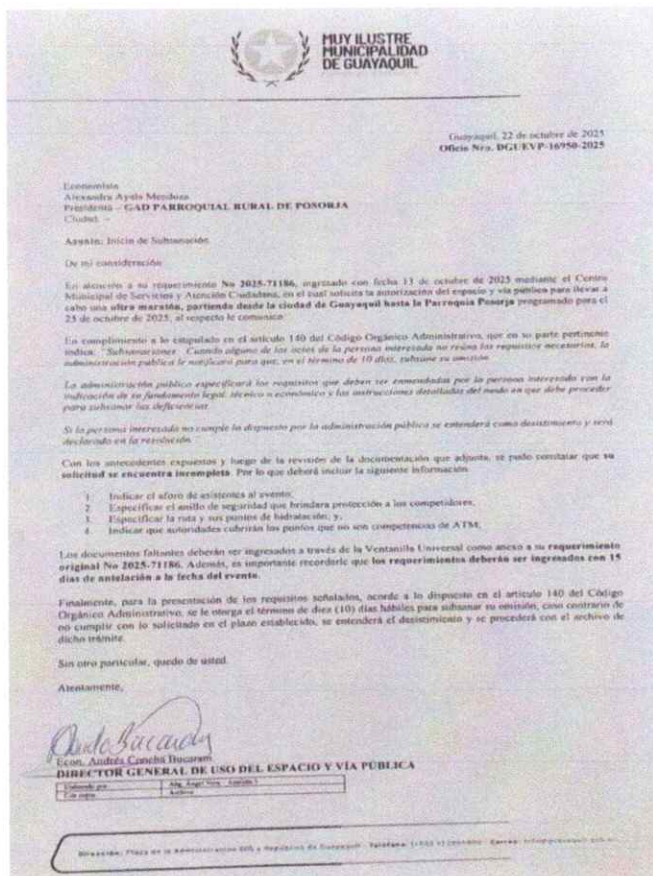 MUY ILUSTRE
MUNICIPALIDAD
DE GUAYAQUIL
Guayaquil, 22 de octubre de 2025
Oficio Nro. DGUEVP-16950-2025
Economista
Alexandra Ayala Mendoza
Presidenta – GAD PARROQUIAL RURAL DE POSORJA
Ciudad. –
Asunto: Inicio de Subsanación.
De mi consideración
En atención a su requerimiento No 2025-71186, ingresado con fecha 13 de octubre de 2025 mediante el Centro
Municipal de Servicios y Atención Ciudadana, en el cual solicita la autorización del espacio y vía pública para llevar a
cabo una ultra maratón, partiendo desde la ciudad de Guayaquil hasta la Parroquia Posorja programado para el
25 de octubre de 2025, al respecto le comunico:
En cumplimiento a lo estipulado en el artículo 140 del Código Orgánico Administrativo, que en su parte pertinente
indica: "Subsanaciones. Cuando alguno de los actos de la persona interesada no reúna los requisitos necesarios, la
administración pública le notificará para que, en el término de 10 días, subsane su omisión.
La administración pública especificará los requisitos que deben ser enmendados por la persona interesada con la
indicación de su fundamento legal, técnico o económico y las instrucciones detalladas del modo en que debe proceder
para subsanar las deficiencias.
Si la persona interesada no cumple lo dispuesto por la administración pública se entenderá como desistimiento y será
declarado en la resolución
Con los antecedentes expuestos y luego de la revisión de la documentación que adjunta, se pudo constatar que su
solicitud se encuentra incompleta. Por lo que deberá incluir la siguiente información
1. Indicar el aforo de asistentes al evento;
2. Especificar el anillo de seguridad que brindara protección a los competidores;
3. Especificar la ruta y sus puntos de hidratación; y,
4. Indicar que autoridades cubrirán los puntos que no son competencias de ATM;
Los documentos faltantes deberán ser ingresados a través de la Ventanilla Universal como anexo a su requerimiento
original No 2025-71186. Además, es importante recordarle que los requerimientos deberán ser ingresados con 15
días de antelación a la fecha del evento.
Finalmente, para la presentación de los requisitos señalados, acorde a lo dispuesto en el artículo 140 del Código
Orgánico Administrativo, se le otorga el término de diez (10) días hábiles para subsanar su omisión, caso contrario de
no cumplir con lo solicitado en el plazo establecido, se entenderá el desistimiento y se procederá con el archivo de
dicho trámite.
Sin otro particular, quedo de usted.
Atentamente,
Econ. Andrés Concha Bucaram
DIRECTOR GENERAL DE USO DEL ESPACIO Y VÍA PÚBLICA
Elaborado por
Con copia
Archivo